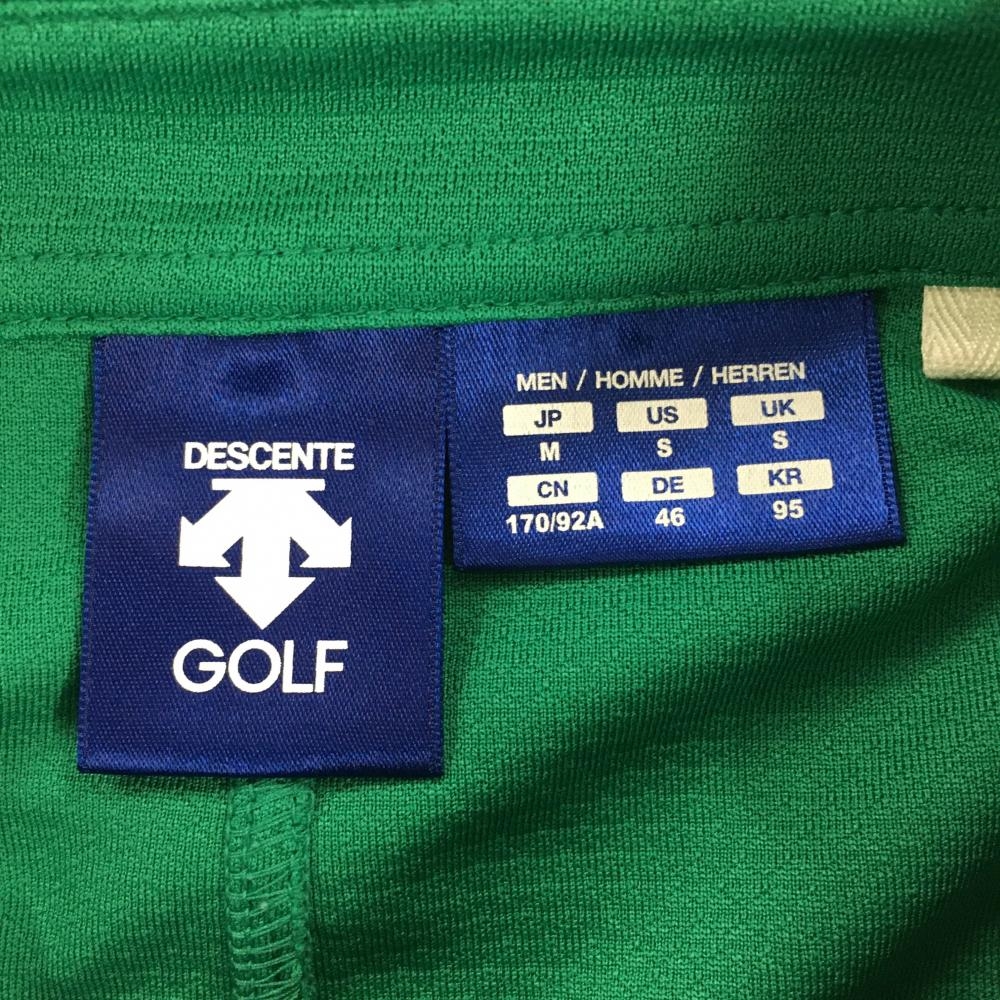 DESCENTE
GOLF
MEN / HOMME / HERREN
JP US UK
M S S
CN DE KR
170/92A 46 95